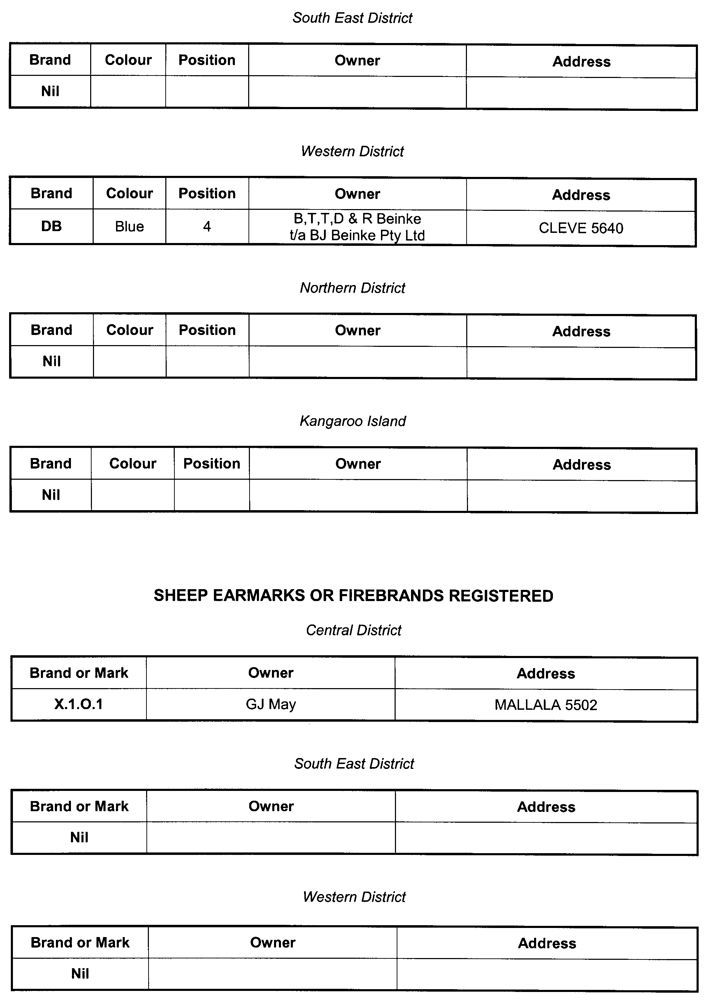 South East District
Brand Colour Position Owner Address
Nil
Western District
Brand Colour Position Owner Address
DB Blue 4 B,T,T,D & R Beinke
t/a BJ Beinke Pty Ltd CLEVE 5640
Northern District
Brand Colour Position Owner Address
Nil
Kangaroo Island
Brand Colour Position Owner Address
Nil
SHEEP EARMARKS OR FIREBRANDS REGISTERED
Central District
Brand or Mark Owner Address
X.1.O.1 GJ May MALLALA 5502
South East District
Brand or Mark Owner Address
Nil
Western District
Brand or Mark Owner Address
Nil